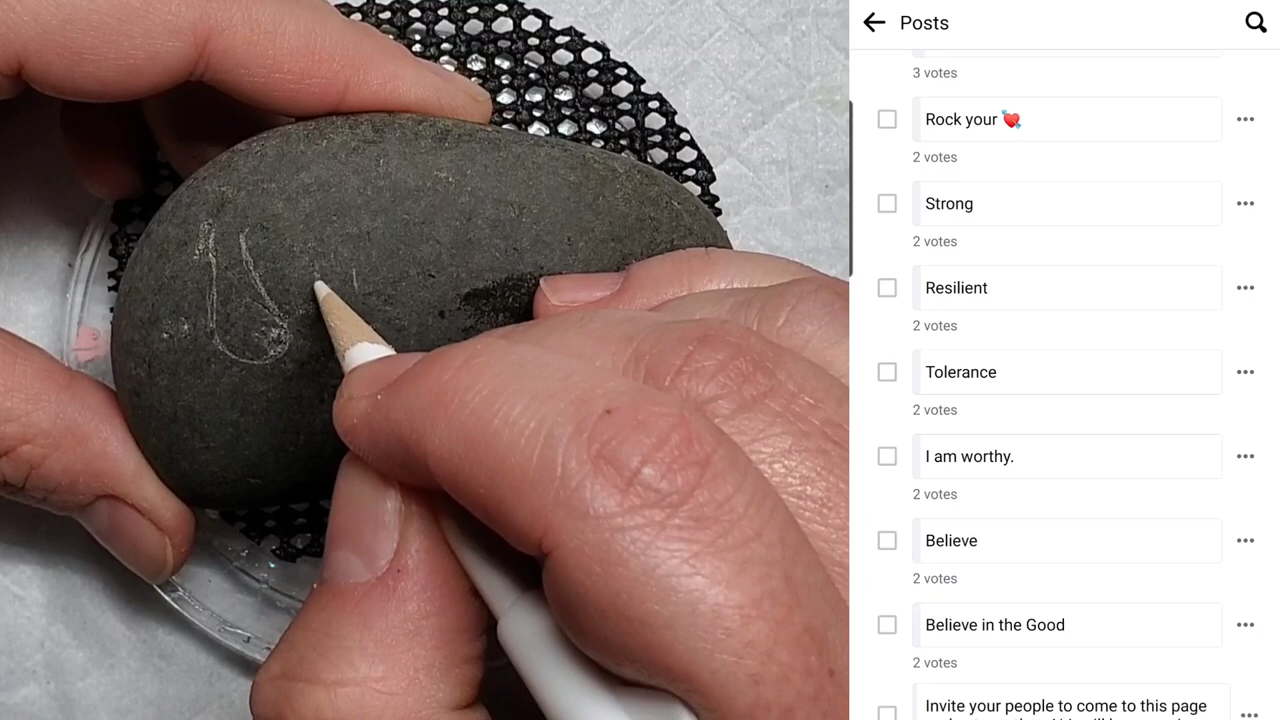 Posts
3 votes
Rock your 💘
2 votes
Strong
2 votes
Resilient
2 votes
Tolerance
2 votes
I am worthy.
2 votes
Believe
2 votes
Believe in the Good
2 votes
Invite your people to come to this page